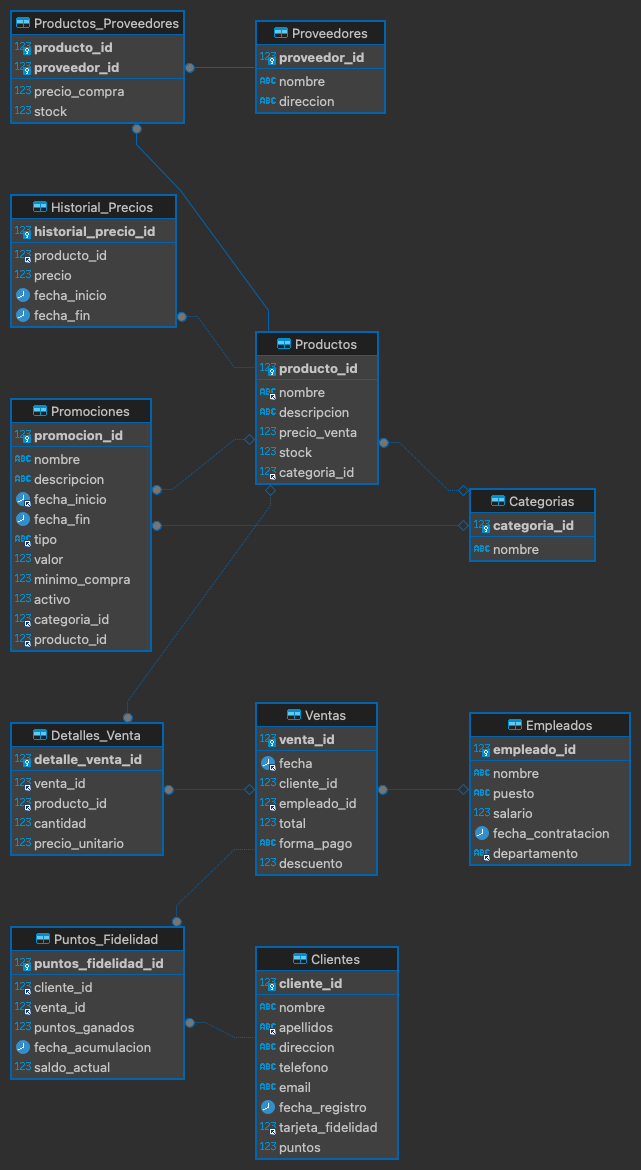 Productos_Proveedores
123 producto_id
123 proveedor_id
123 precio_compra
123 stock
Proveedores
123 proveedor_id
ABC nombre
ABC direccion
Historial_Precios
123 historial_precio_id
123 producto_id
123 precio
fecha_inicio
fecha_fin
Productos
123 producto_id
ABC nombre
ABC descripcion
123 precio_venta
123 stock
123 categoria_id
Promociones
123 promocion_id
ABC nombre
ABC descripcion
fecha_inicio
fecha_fin
ABC tipo
123 valor
123 minimo_compra
123 activo
123 categoria_id
123 producto_id
Categorias
123 categoria_id
ABC nombre
Detalles_Venta
123 detalle_venta_id
123 venta_id
123 producto_id
123 cantidad
123 precio_unitario
Ventas
123 venta_id
fecha
123 cliente_id
123 empleado_id
123 total
ABC forma_pago
123 descuento
Empleados
123 empleado_id
ABC nombre
ABC puesto
123 salario
fecha_contratacion
ABC departamento
Puntos_Fidelidad
123 puntos_fidelidad_id
123 cliente_id
123 venta_id
123 puntos_ganados
fecha_acumulacion
123 saldo_actual
Clientes
123 cliente_id
ABC nombre
ABC apellidos
ABC direccion
ABC telefono
ABC email
fecha_registro
123 tarjeta_fidelidad
123 puntos